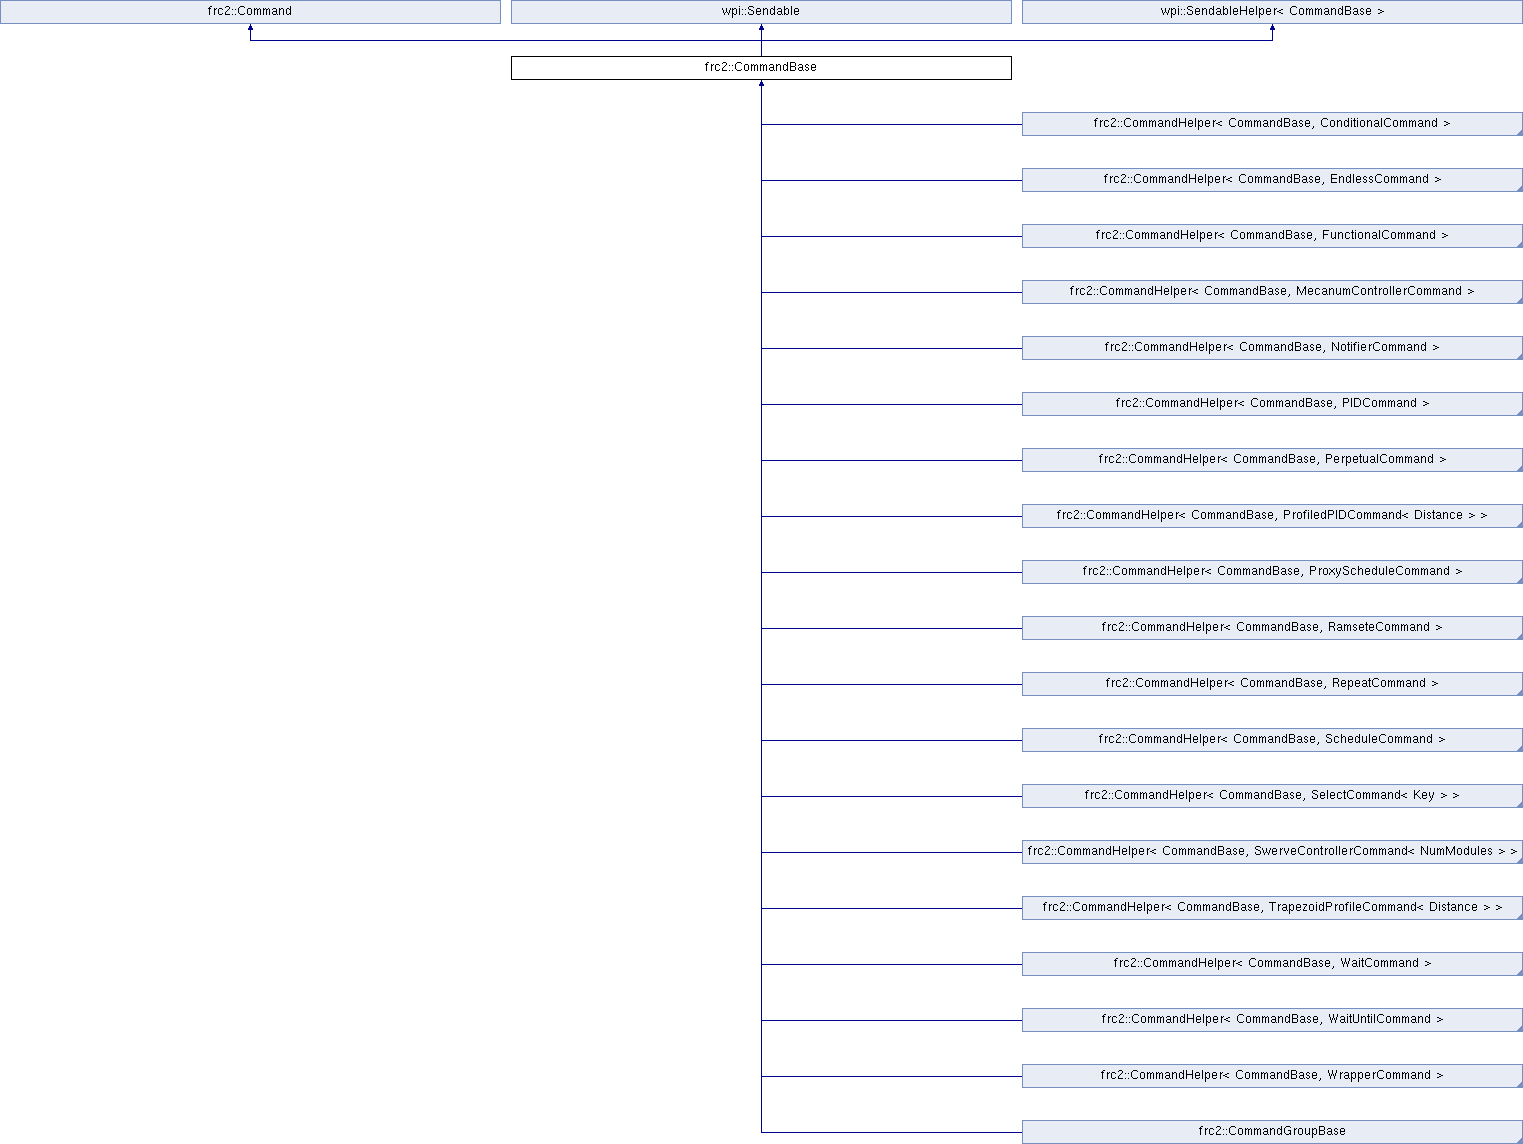 frc2::Command
wpi::Sendable
wpi::SendableHelper< CommandBase >
frc2::CommandBase
frc2::CommandHelper< CommandBase, ConditionalCommand >
frc2::CommandHelper< CommandBase, EndlessCommand >
frc2::CommandHelper< CommandBase, FunctionalCommand >
frc2::CommandHelper< CommandBase, MecanumControllerCommand >
frc2::CommandHelper< CommandBase, NotifierCommand >
frc2::CommandHelper< CommandBase, PIDCommand >
frc2::CommandHelper< CommandBase, PerpetualCommand >
frc2::CommandHelper< CommandBase, ProfiledPIDCommand< Distance > >
frc2::CommandHelper< CommandBase, ProxyScheduleCommand >
frc2::CommandHelper< CommandBase, RamseteCommand >
frc2::CommandHelper< CommandBase, RepeatCommand >
frc2::CommandHelper< CommandBase, ScheduleCommand >
frc2::CommandHelper< CommandBase, SelectCommand< Key > >
frc2::CommandHelper< CommandBase, SwerveControllerCommand< NumModules > >
frc2::CommandHelper< CommandBase, TrapezoidProfileCommand< Distance > >
frc2::CommandHelper< CommandBase, WaitCommand >
frc2::CommandHelper< CommandBase, WaitUntilCommand >
frc2::CommandHelper< CommandBase, WrapperCommand >
frc2::CommandGroupBase